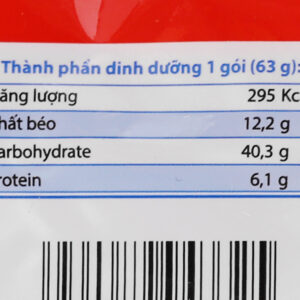 Thành phần dinh dưỡng 1 gói (63 g):
ăng lượng 295 Kc
hất béo 12,2 g
arbohydrate 40,3 g
rotein 6,1 g